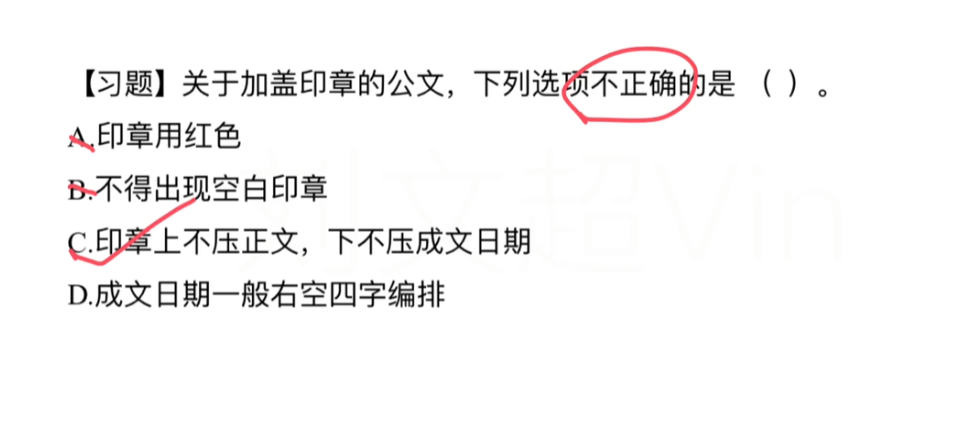 【习题】关于加盖印章的公文，下列选项不正确的是 （ ）。
A.印章用红色
B.不得出现空白印章
C.印章上不压正文，下不压成文日期
D.成文日期一般右空四字编排
刘文超Vin